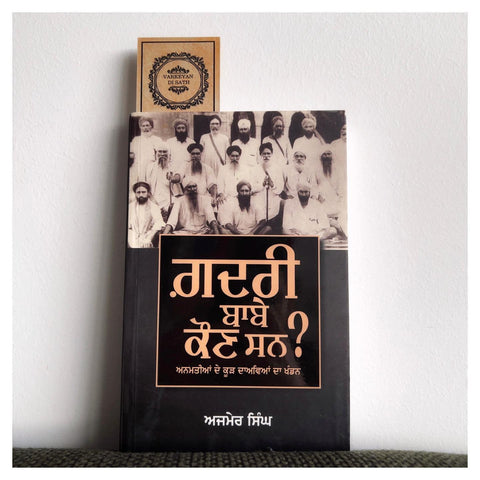 VARKEYAN
DI SATH
ਗ਼ਦਰੀ
ਬਾਬੇ
ਕੌਣ ਸਨ?
ਅਨਮਤੀਆਂ ਦੇ ਕੂੜ ਦਾਅਵਿਆਂ ਦਾ ਖੰਡਨ
ਅਜਮੇਰ ਸਿੰਘ